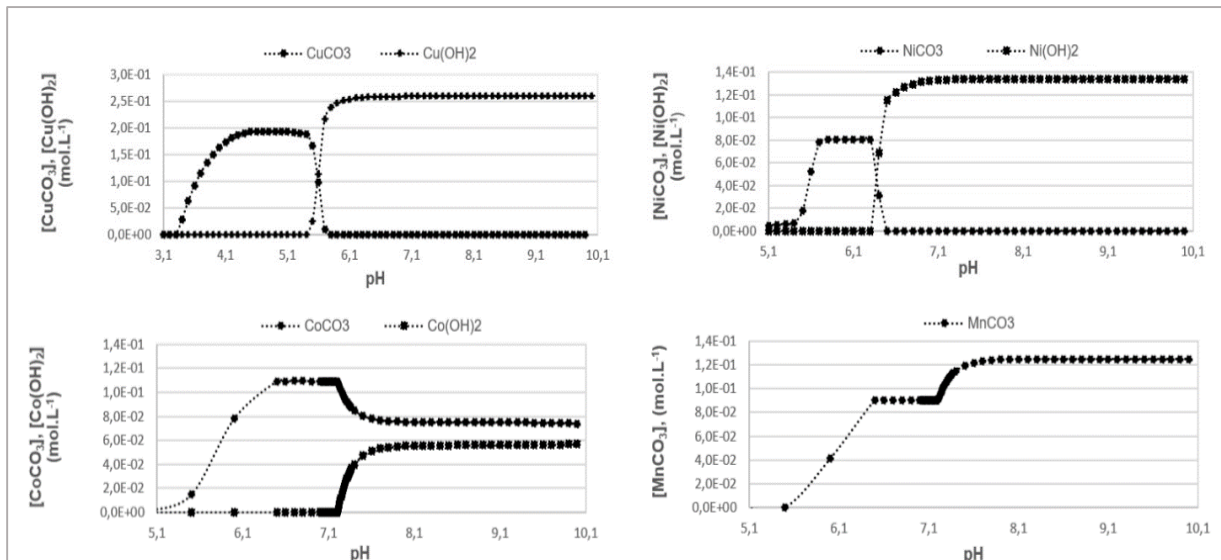 CuCO3 Cu(OH)2
[CuCO₃], [Cu(OH)₂]
(mol.L⁻¹)
3,0E-01
2,5E-01
2,0E-01
1,5E-01
1,0E-01
5,0E-02
0,0E+00
3,1 4,1 5,1 6,1 7,1 8,1 9,1 10,1
pH
NiCO3 Ni(OH)2
[NiCO₃], [Ni(OH)₂]
(mol.L⁻¹)
1,4E-01
1,2E-01
1,0E-01
8,0E-02
6,0E-02
4,0E-02
2,0E-02
0,0E+00
5,1 6,1 7,1 8,1 9,1 10,1
pH
CoCO3 Co(OH)2
[CoCO₃], [Co(OH)₂]
(mol.L⁻¹)
1,4E-01
1,2E-01
1,0E-01
8,0E-02
6,0E-02
4,0E-02
2,0E-02
0,0E+00
5,1 6,1 7,1 8,1 9,1 10,1
pH
MnCO3
[MnCO₃], (mol.L⁻¹)
1,4E-01
1,2E-01
1,0E-01
8,0E-02
6,0E-02
4,0E-02
2,0E-02
0,0E+00
5,1 6,1 7,1 8,1 9,1 10,1
pH